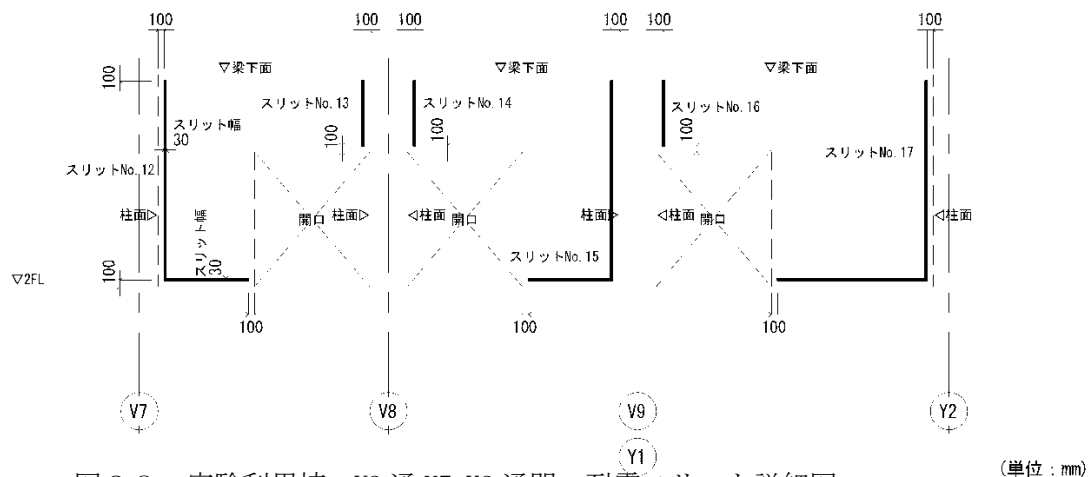 100 100 100 100 100 100
▽梁下面 ▽梁下面 ▽梁下面
100
スリットNo.13 スリットNo.14 スリットNo.16
スリット幅
30
100 100 100
スリットNo.12 スリットNo.17
柱面▷ 開口 柱面▷ ◁柱面 開口 柱面▷ ◁柱面 開口 ◁柱面
スリット幅
30
スリットNo.15
▽2FL 100
100 100 100
V7 V8 V9 Y2
Y1
(単位:mm)